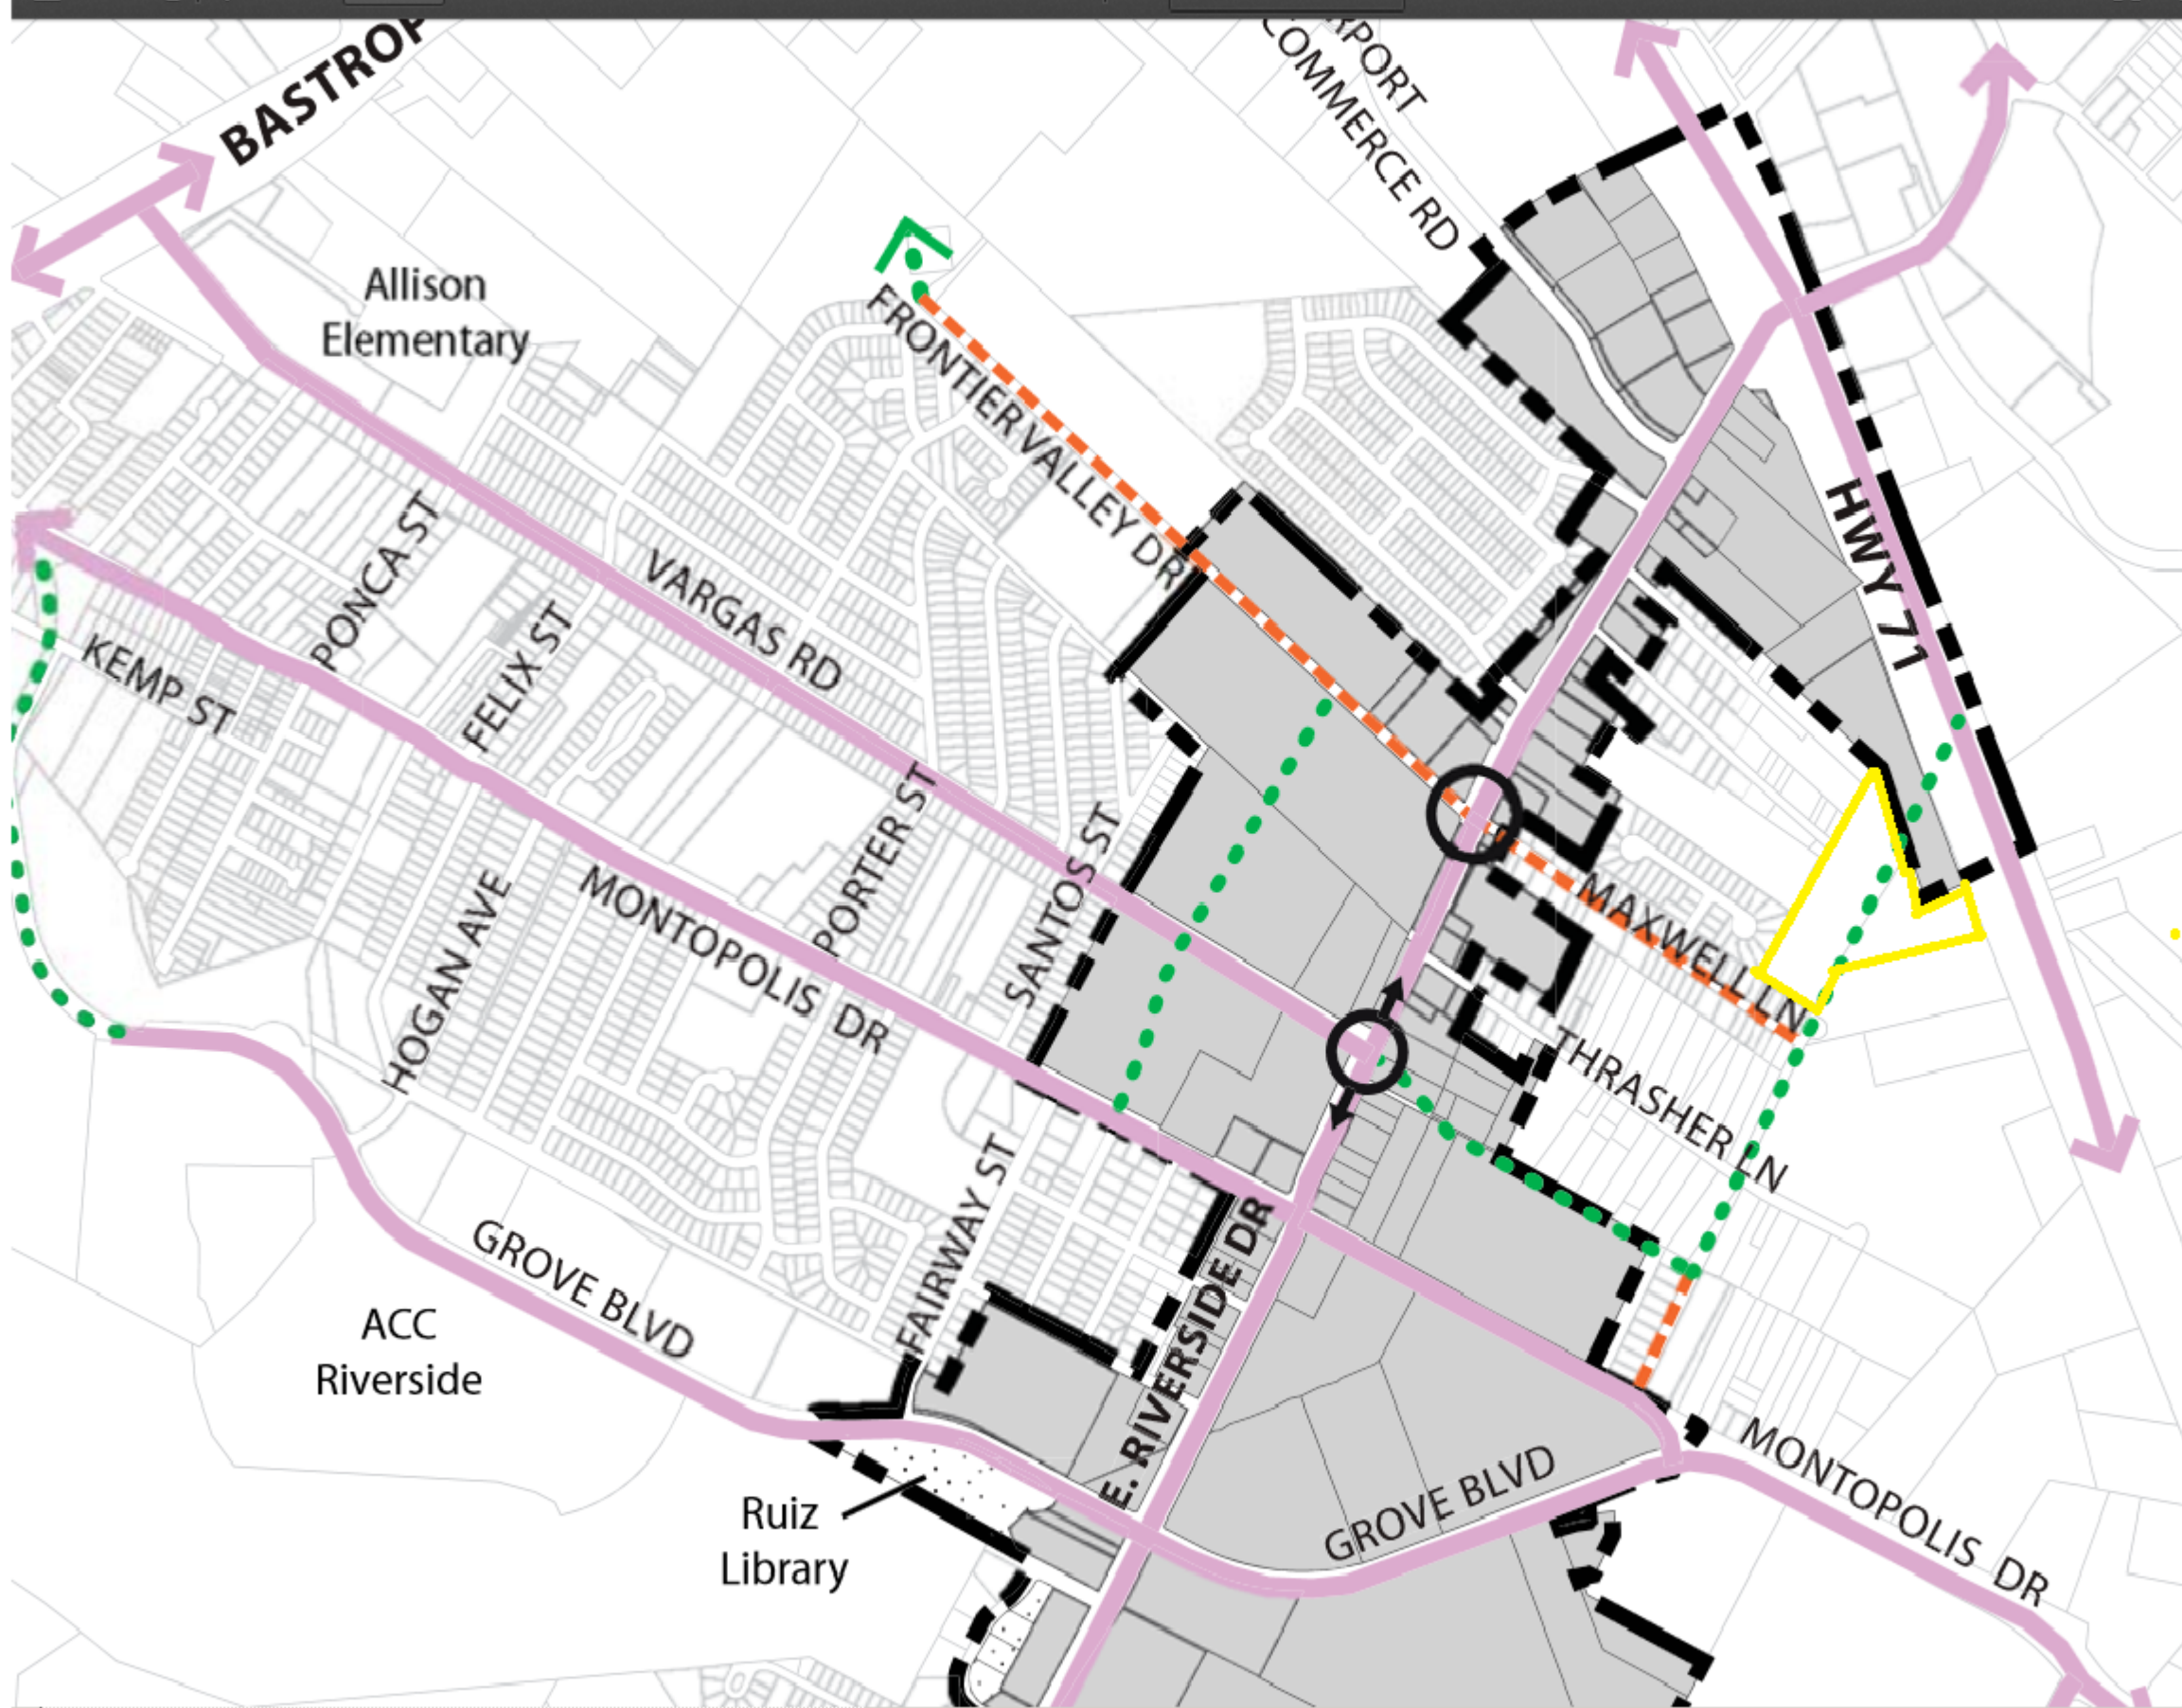 BASTROP
RPORT
COMMERCE RD
Allison
Elementary
FRONTIER VALLEY DR
HWY 71
PONCA ST
VARGAS RD
FELIX ST
KEMP ST
PORTER ST
SANTOS ST
MAXWELL LN
MONTOPOLIS DR
HOGAN AVE
THRASHER LN
FAIRWAY ST
GROVE BLVD
E. RIVERSIDE DR
ACC
Riverside
GROVE BLVD
MONTOPOLIS DR
Ruiz
Library